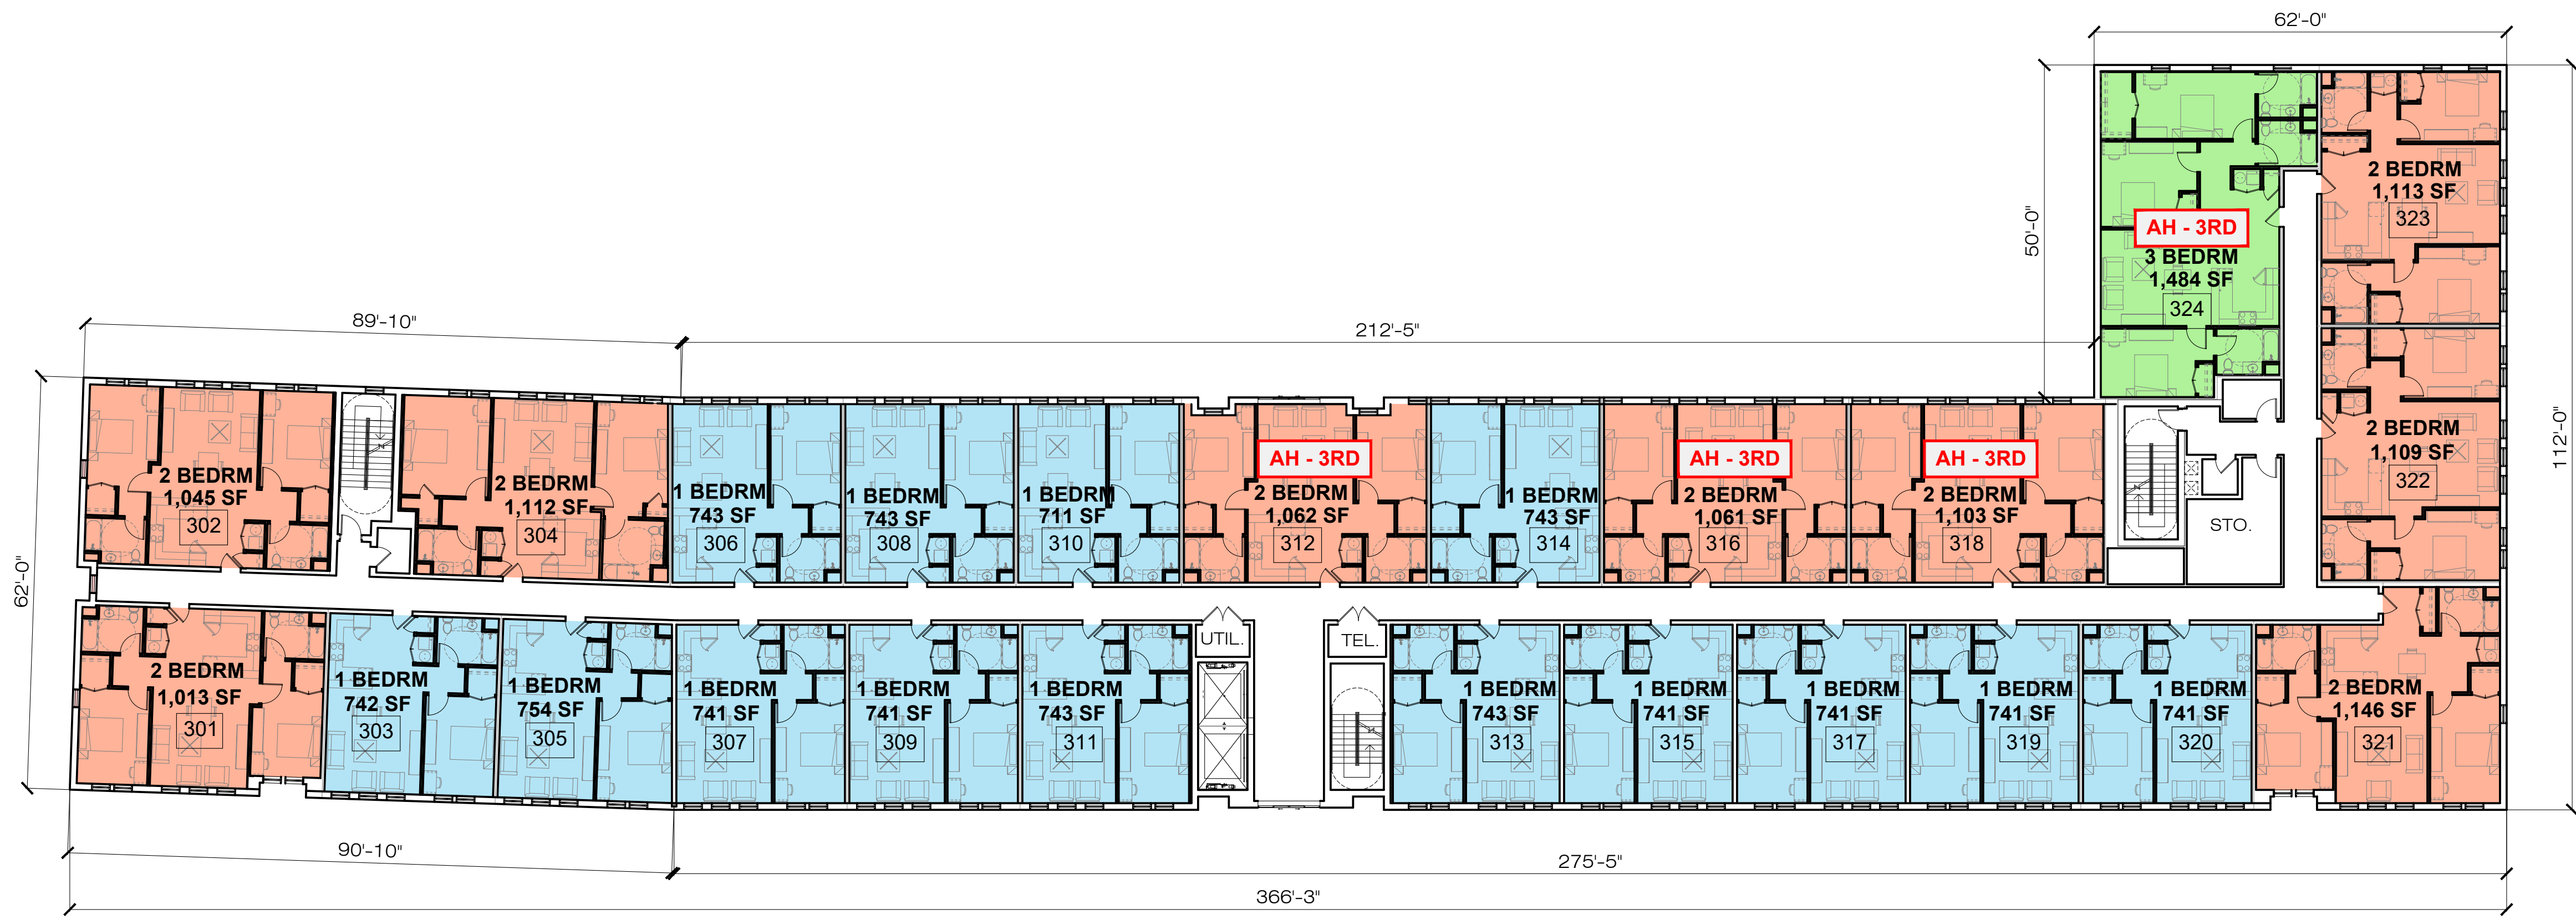 62'-0"
50'-0"
112'-0"
2 BEDRM
1,113 SF
323
AH - 3RD
3 BEDRM
1,484 SF
324
89'-10"
212'-5"
62'-0"
2 BEDRM
1,045 SF
302
2 BEDRM
1,112 SF
304
1 BEDRM
743 SF
306
1 BEDRM
743 SF
308
1 BEDRM
711 SF
310
AH - 3RD
2 BEDRM
1,062 SF
312
1 BEDRM
743 SF
314
AH - 3RD
2 BEDRM
1,061 SF
316
AH - 3RD
2 BEDRM
1,103 SF
318
STO.
2 BEDRM
1,109 SF
322
2 BEDRM
1,013 SF
301
1 BEDRM
742 SF
303
1 BEDRM
754 SF
305
1 BEDRM
741 SF
307
1 BEDRM
741 SF
309
1 BEDRM
743 SF
311
UTIL.
TEL.
1 BEDRM
743 SF
313
1 BEDRM
741 SF
315
1 BEDRM
741 SF
317
1 BEDRM
741 SF
319
1 BEDRM
741 SF
320
2 BEDRM
1,146 SF
321
90'-10"
275'-5"
366'-3"